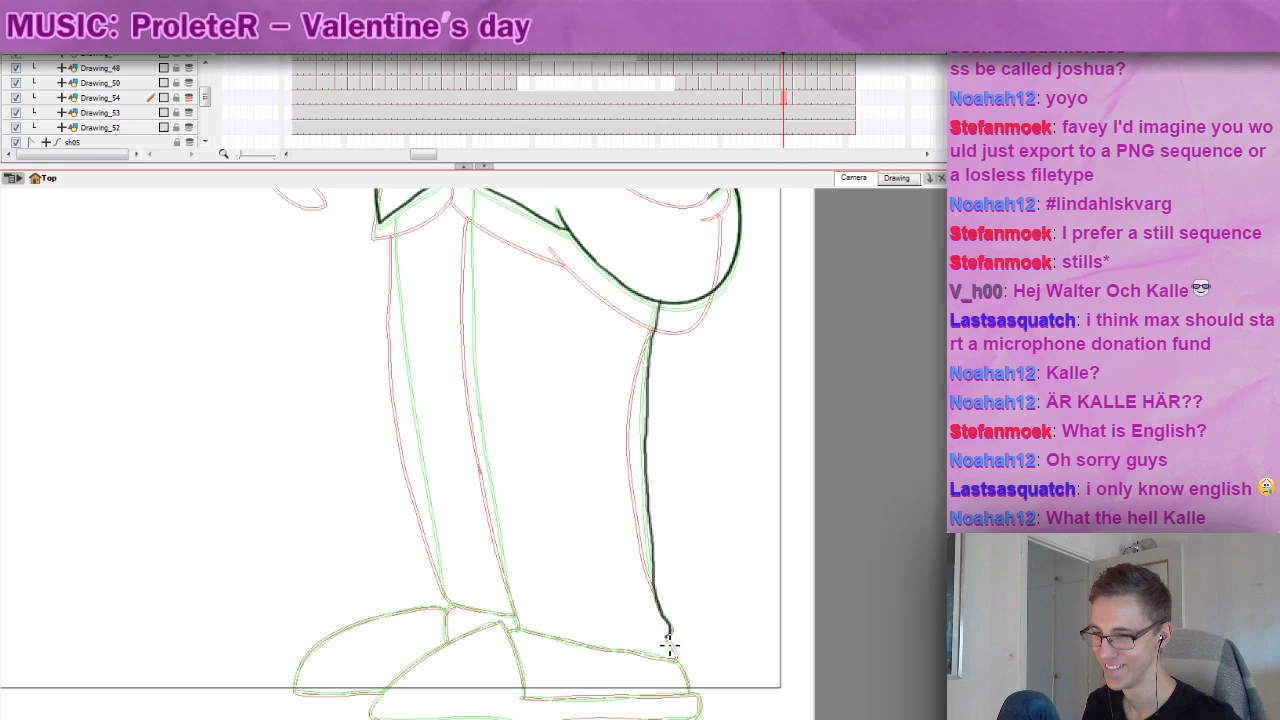 MUSIC: ProleteR – Valentine's day
Drawing_48
Drawing_50
Drawing_54
Drawing_53
Drawing_52
sh05
Top
Camera
Drawing
ss be called joshua?
Noahah12: yoyo
Stefanmoek: favey I'd imagine you wo
uld just export to a PNG sequence or
a losless filetype
Noahah12: #lindahlskvarg
Stefanmoek: I prefer a still sequence
Stefanmoek: stills*
V_h00: Hej Walter Och Kalle
Lastsasquatch: i think max should sta
rt a microphone donation fund
Noahah12: Kalle?
Noahah12: ÄR KALLE HÄR??
Stefanmoek: What is English?
Noahah12: Oh sorry guys
Lastsasquatch: i only know english
Noahah12: What the hell Kalle